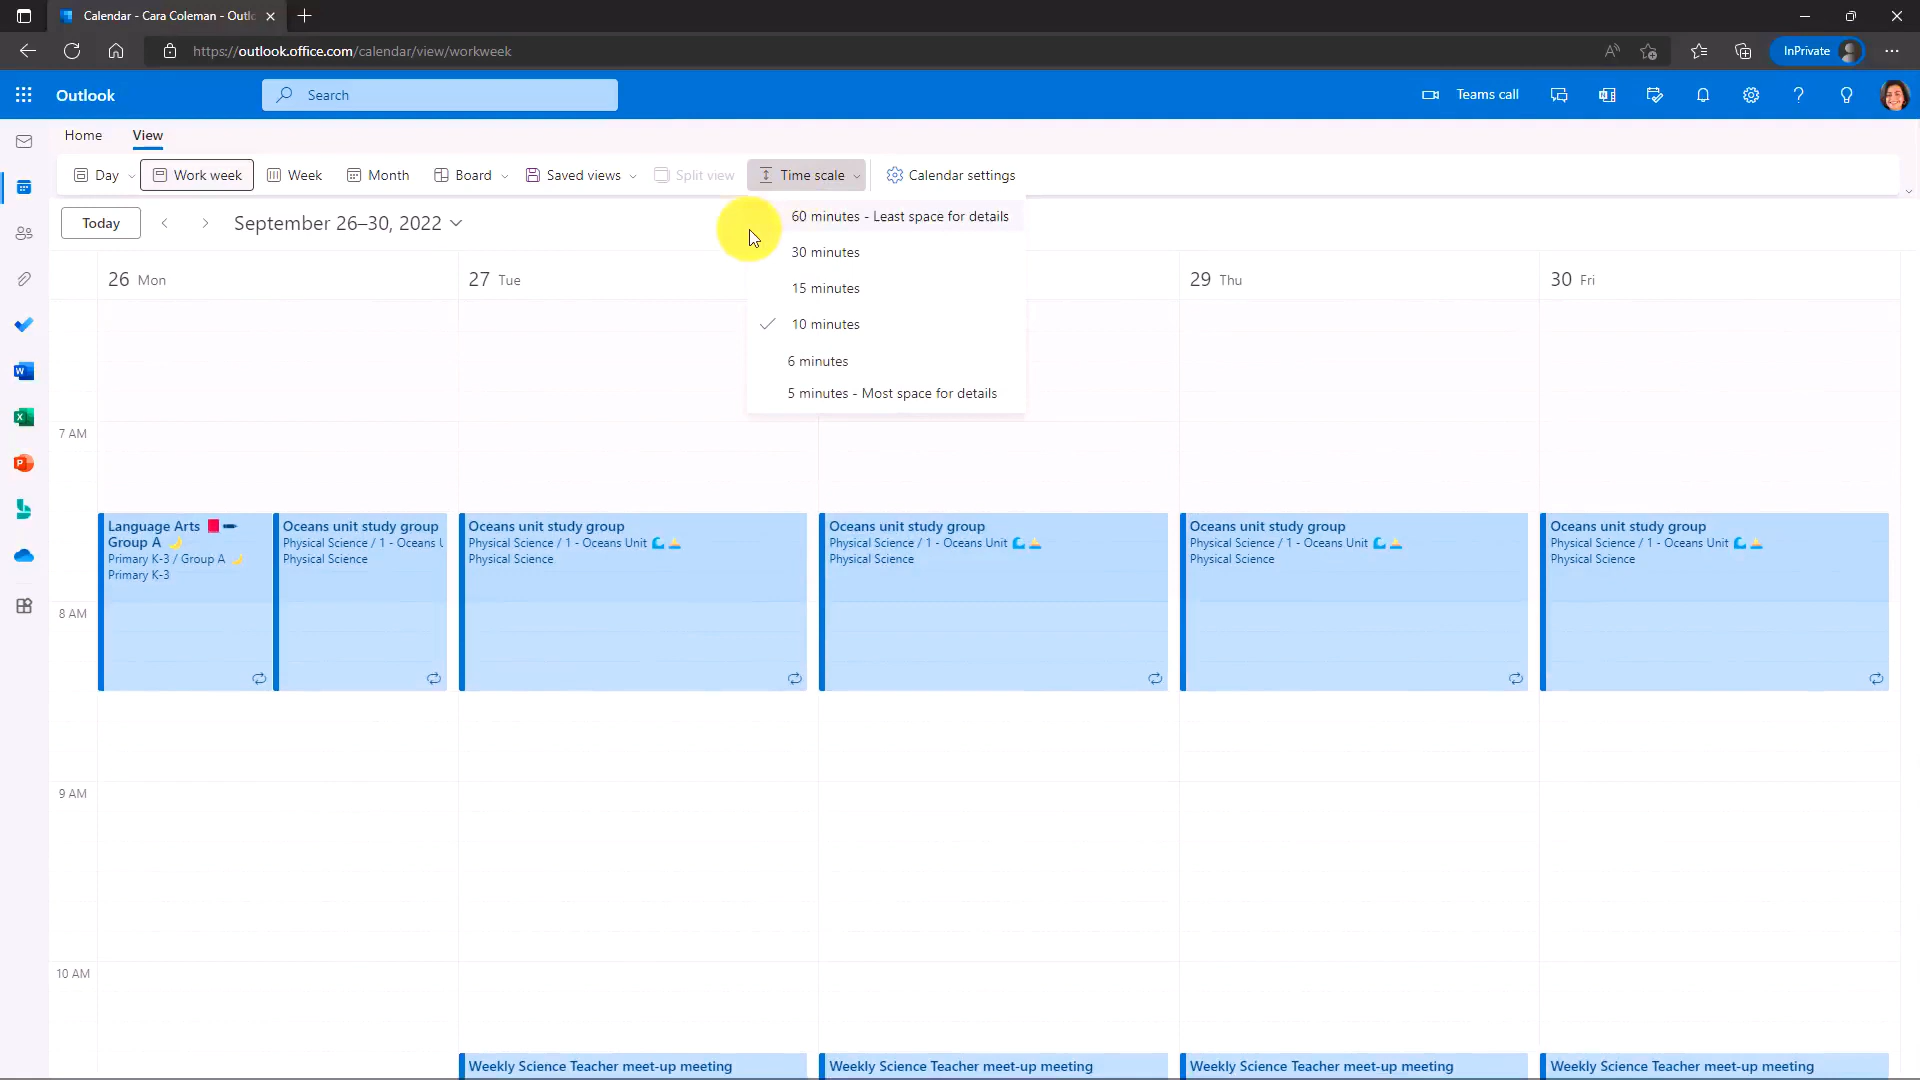 Calendar - Cara Coleman - Outlo
https://outlook.office.com/calendar/view/workweek
InPrivate
Outlook
Search
Teams call
Home
View
Day
Work week
Week
Month
Board
Saved views
Split view
Time scale
Calendar settings
Today
September 26–30, 2022
60 minutes - Least space for details
30 minutes
15 minutes
10 minutes
6 minutes
5 minutes - Most space for details
26 Mon
27 Tue
29 Thu
30 Fri
7 AM
8 AM
9 AM
10 AM
Language Arts
Group A
Primary K-3 / Group A
Primary K-3
Oceans unit study group
Physical Science / 1 - Oceans U
Physical Science
Oceans unit study group
Physical Science / 1 - Oceans Unit
Physical Science
Oceans unit study group
Physical Science / 1 - Oceans Unit
Physical Science
Oceans unit study group
Physical Science / 1 - Oceans Unit
Physical Science
Oceans unit study group
Physical Science / 1 - Oceans Unit
Physical Science
Weekly Science Teacher meet-up meeting
Weekly Science Teacher meet-up meeting
Weekly Science Teacher meet-up meeting
Weekly Science Teacher meet-up meeting